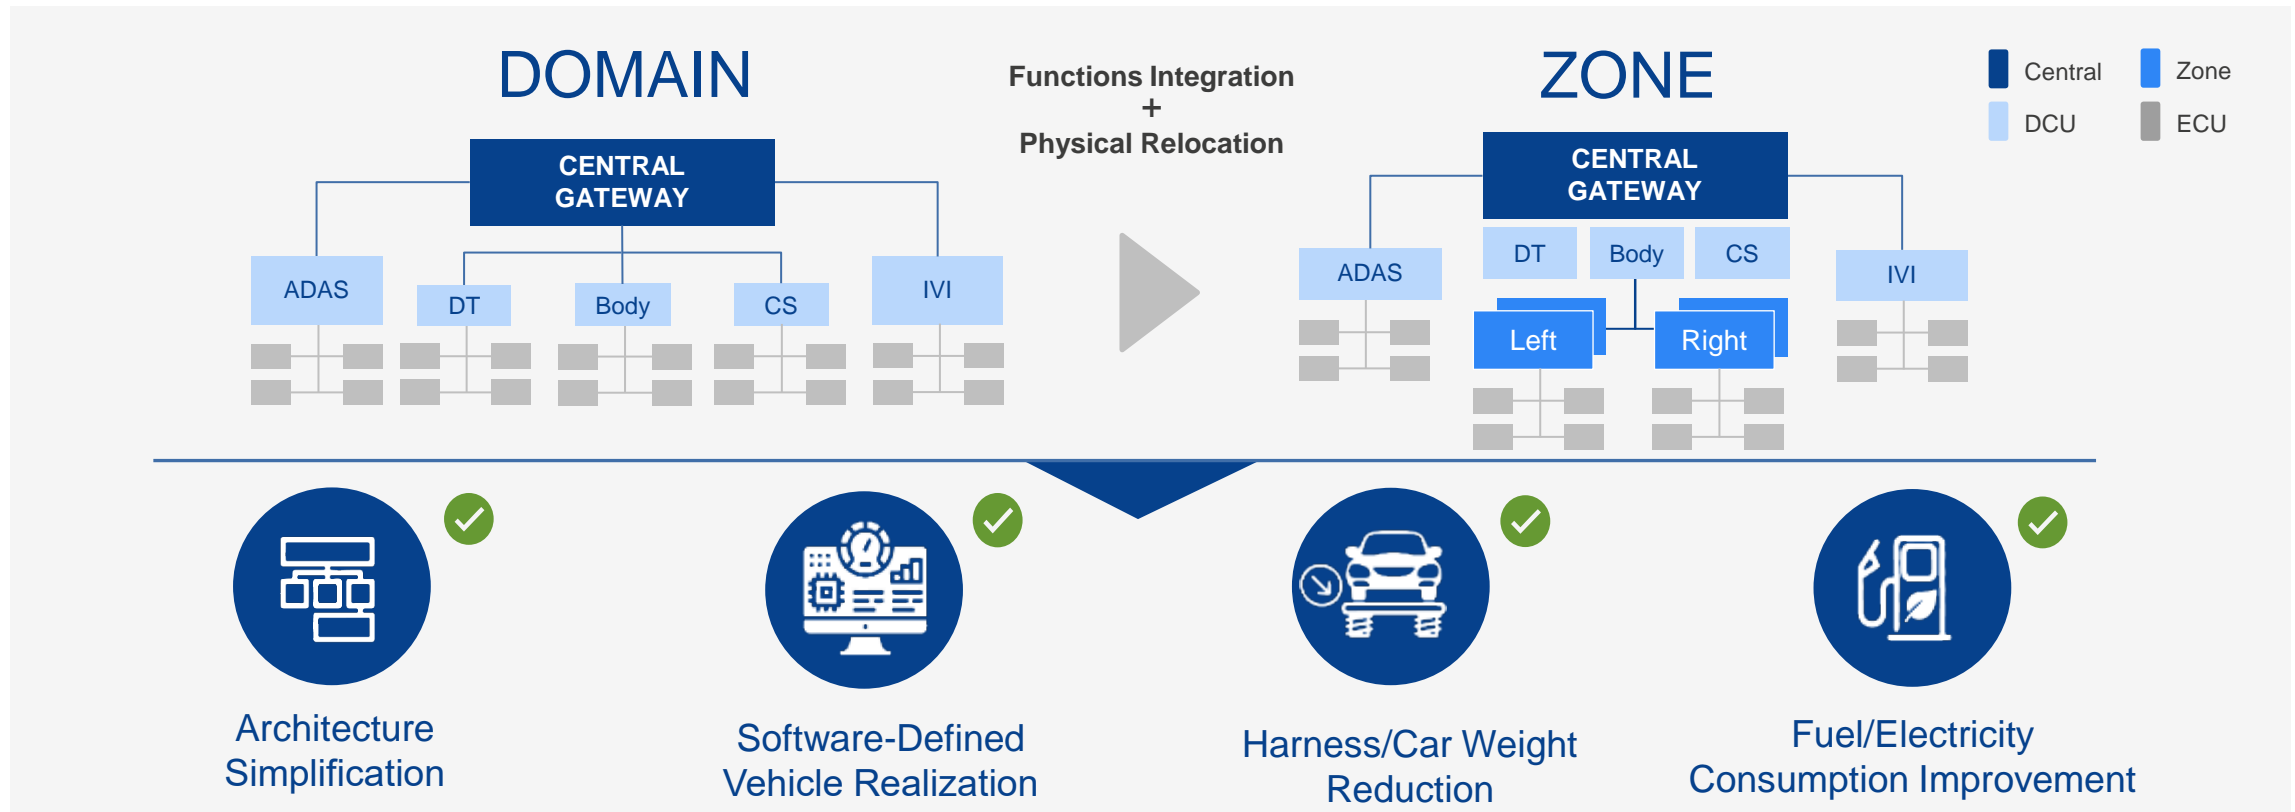 DOMAIN
Functions Integration
+
Physical Relocation
ZONE
Central
Zone
DCU
ECU
CENTRAL
GATEWAY
ADAS
DT
Body
CS
IVI
CENTRAL
GATEWAY
DT
Body
CS
ADAS
IVI
Left
Right
Architecture
Simplification
Software-Defined
Vehicle Realization
Harness/Car Weight
Reduction
Fuel/Electricity
Consumption Improvement